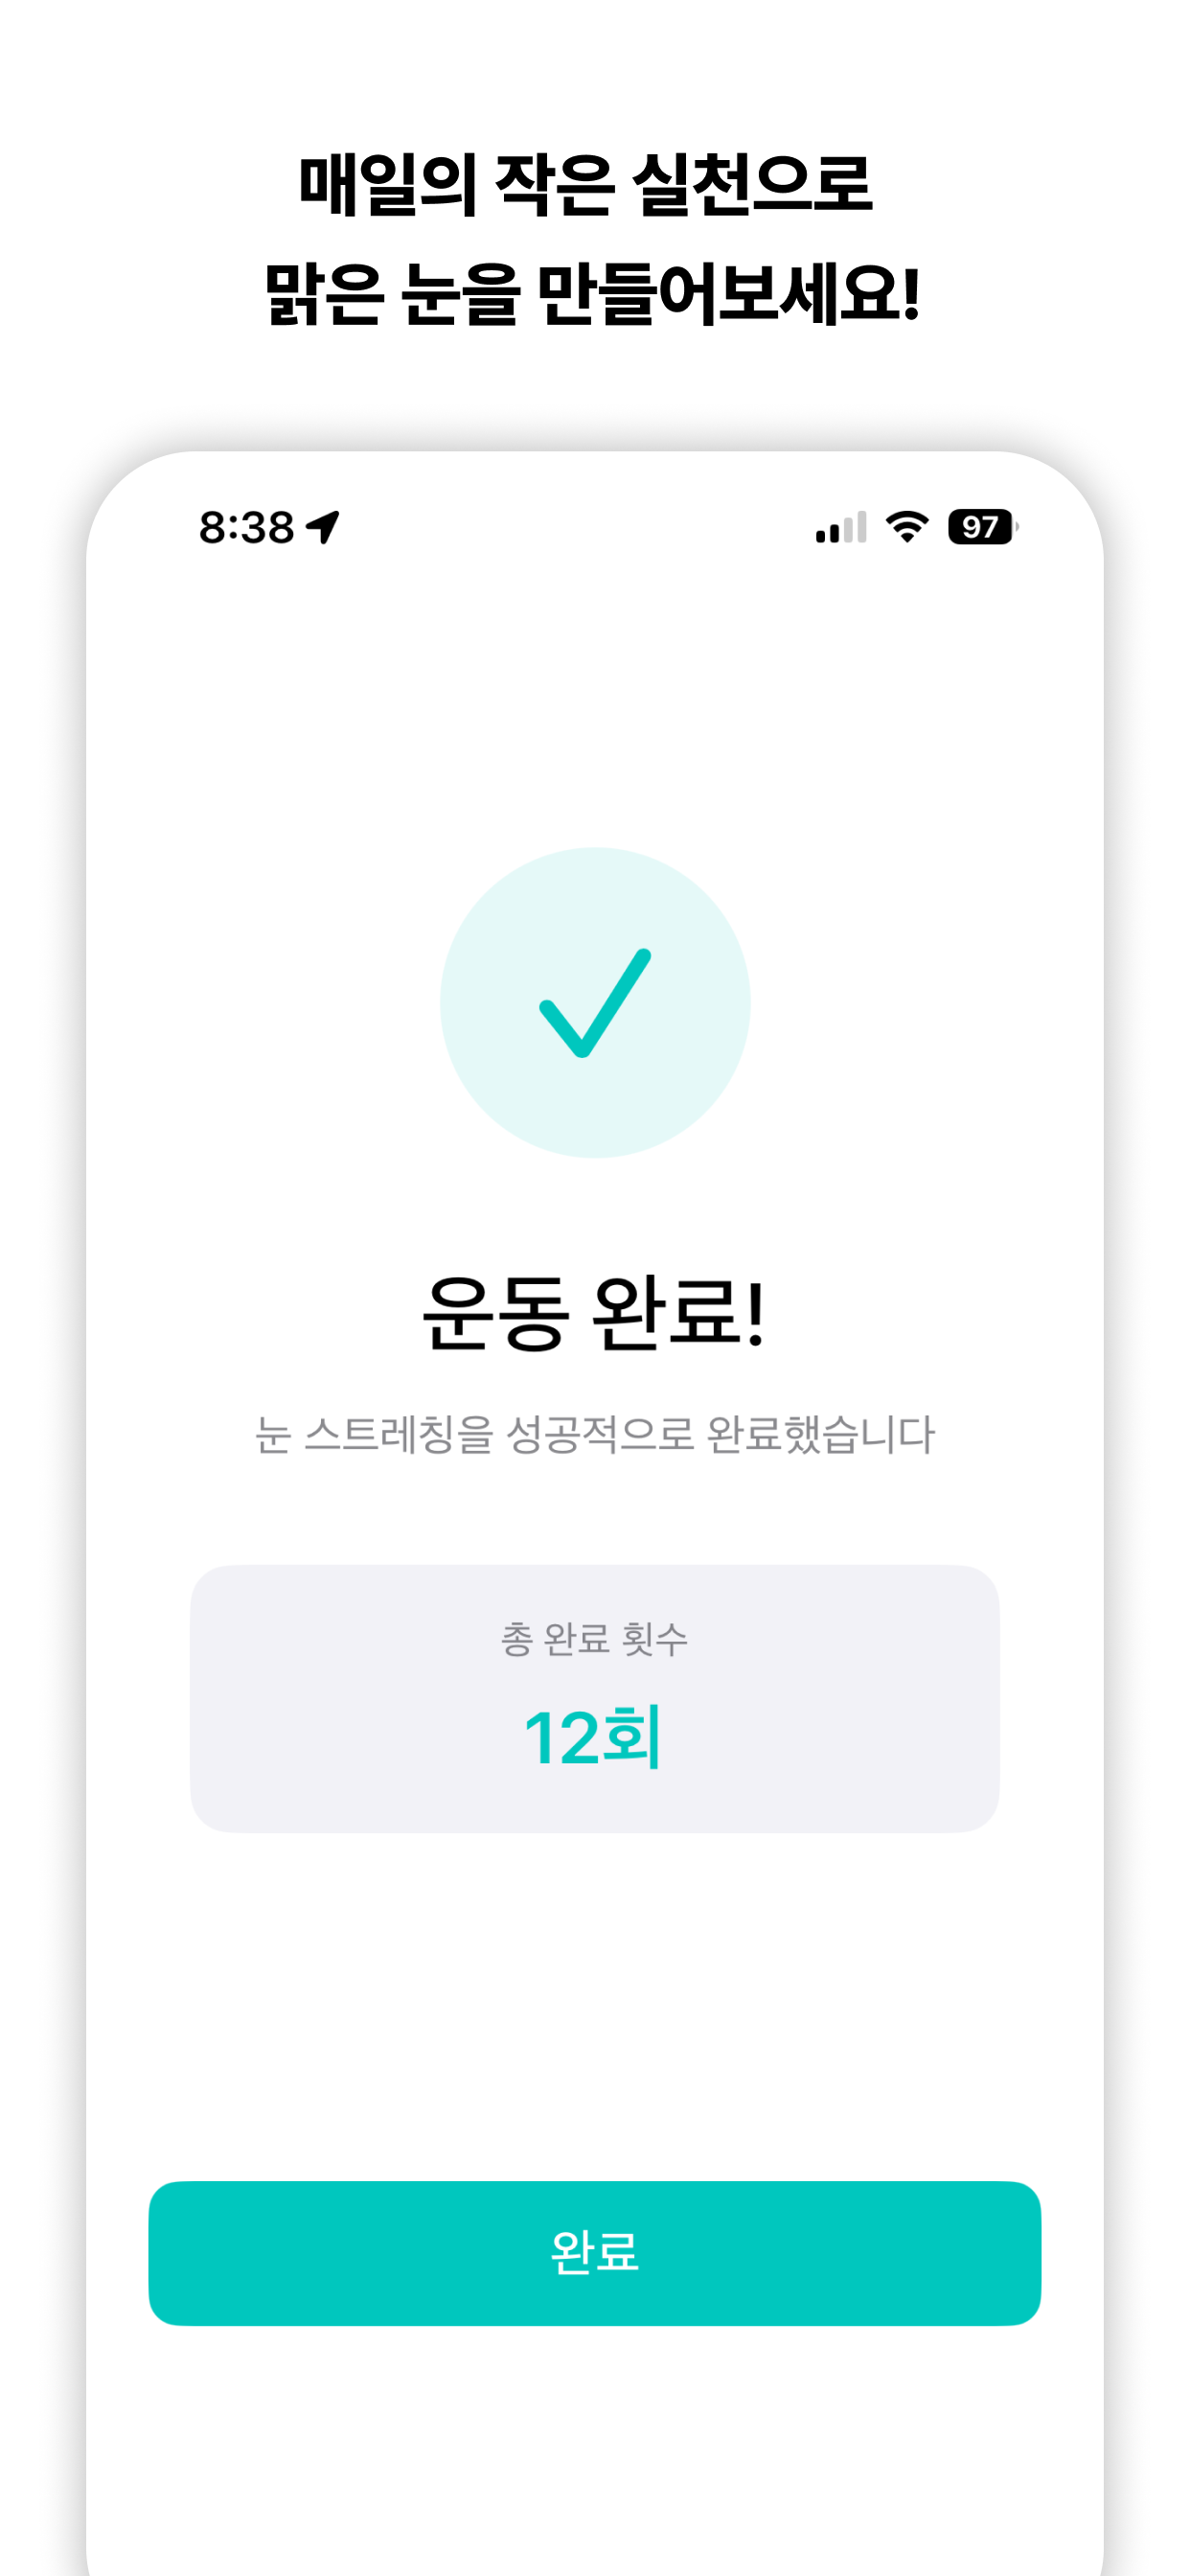 매일의 작은 실천으로
맑은 눈을 만들어보세요!
8:38
97
운동 완료!
눈 스트레칭을 성공적으로 완료했습니다
총 완료 횟수
12회
완료